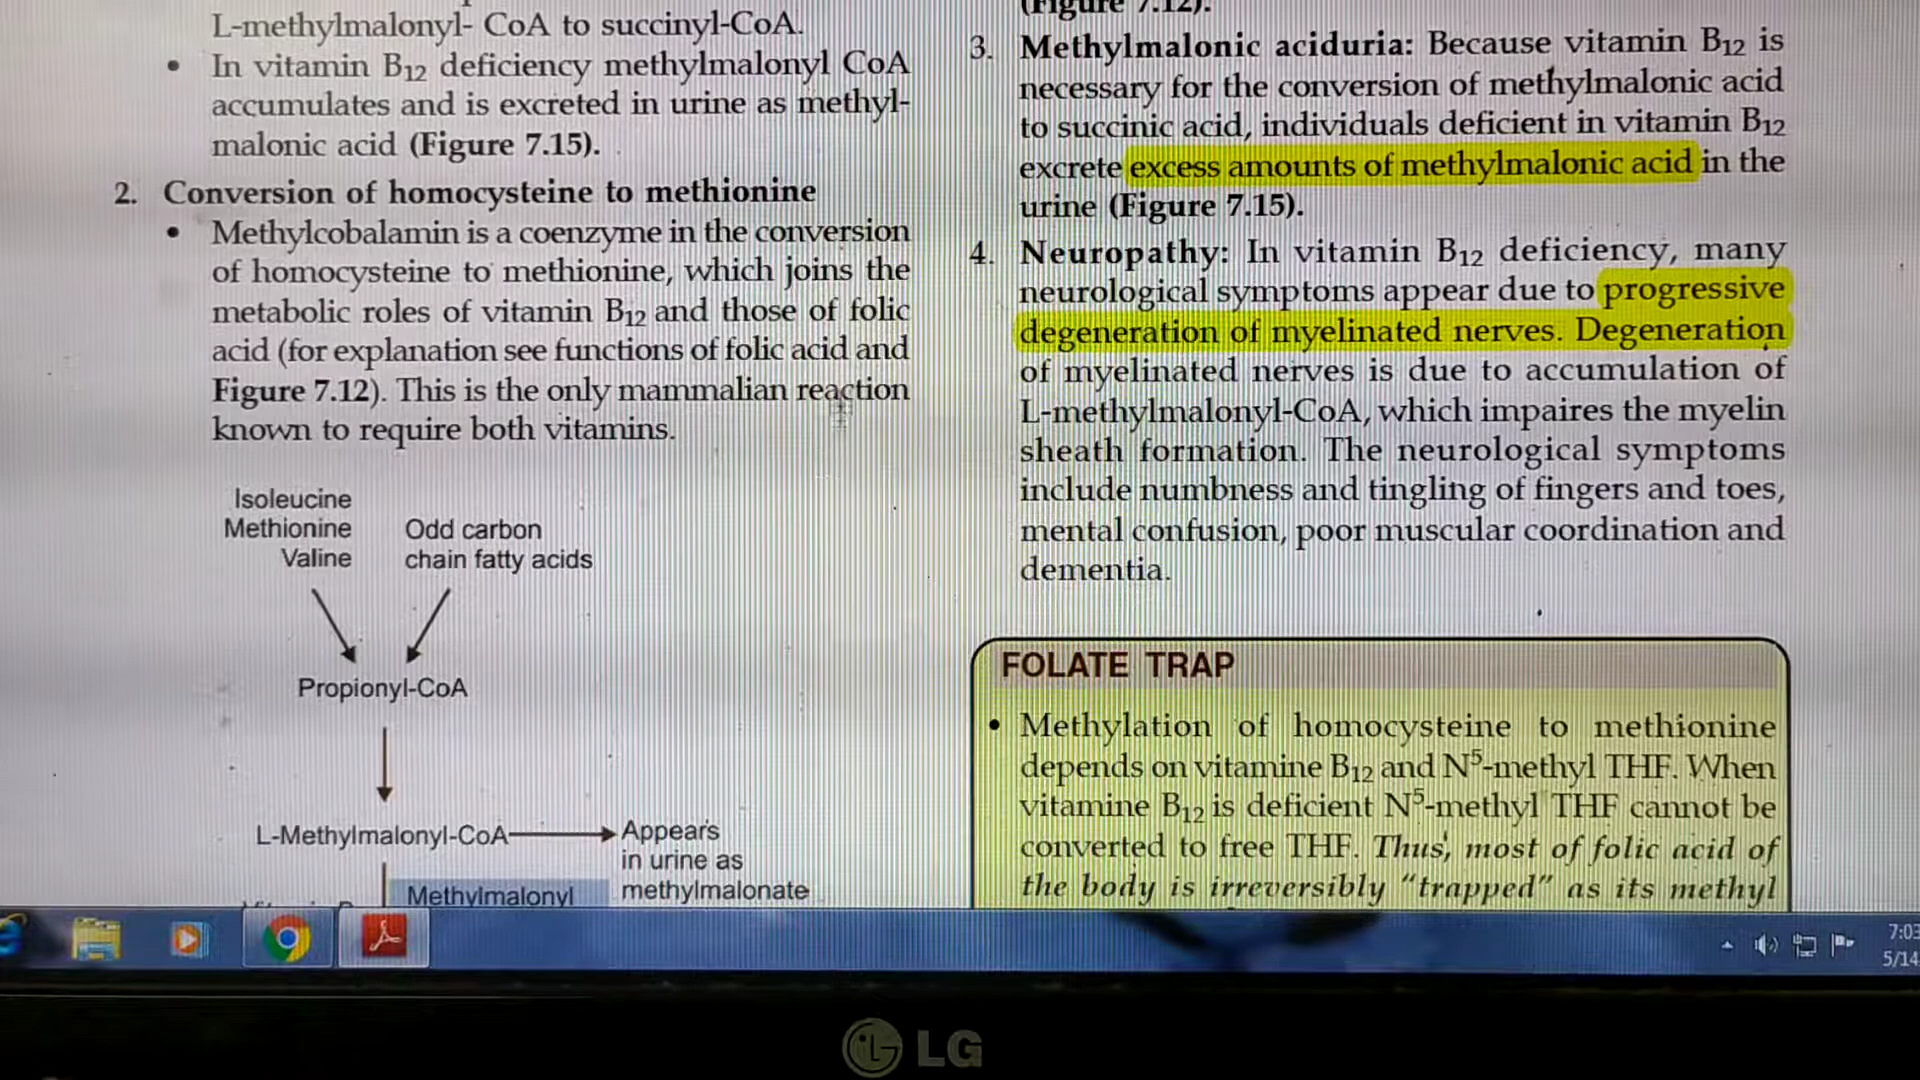 L-methylmalonyl- CoA to succinyl-CoA.
• In vitamin B12 deficiency methylmalonyl CoA
accumulates and is excreted in urine as methyl-
malonic acid (Figure 7.15).
2. Conversion of homocysteine to methionine
• Methylcobalamin is a coenzyme in the conversion
of homocysteine to methionine, which joins the
metabolic roles of vitamin B12 and those of folic
acid (for explanation see functions of folic acid and
Figure 7.12). This is the only mammalian reaction
known to require both vitamins.
Isoleucine
Methionine
Valine
Odd carbon
chain fatty acids
Propionyl-CoA
L-Methylmalonyl-CoA
Appears
in urine as
methylmalonate
Methylmalonyl
(Figure 7.12).
3. Methylmalonic aciduria: Because vitamin B12 is
necessary for the conversion of methylmalonic acid
to succinic acid, individuals deficient in vitamin B12
excrete excess amounts of methylmalonic acid in the
urine (Figure 7.15).
4. Neuropathy: In vitamin B12 deficiency, many
neurological symptoms appear due to progressive
degeneration of myelinated nerves. Degeneration
of myelinated nerves is due to accumulation of
L-methylmalonyl-CoA, which impaires the myelin
sheath formation. The neurological symptoms
include numbness and tingling of fingers and toes,
mental confusion, poor muscular coordination and
dementia.
FOLATE TRAP
• Methylation of homocysteine to methionine
depends on vitamine B12 and N5-methyl THF. When
vitamine B12 is deficient N5-methyl THF cannot be
converted to free THF. Thus, most of folic acid of
the body is irreversibly "trapped" as its methyl
7:03
5/14
LG